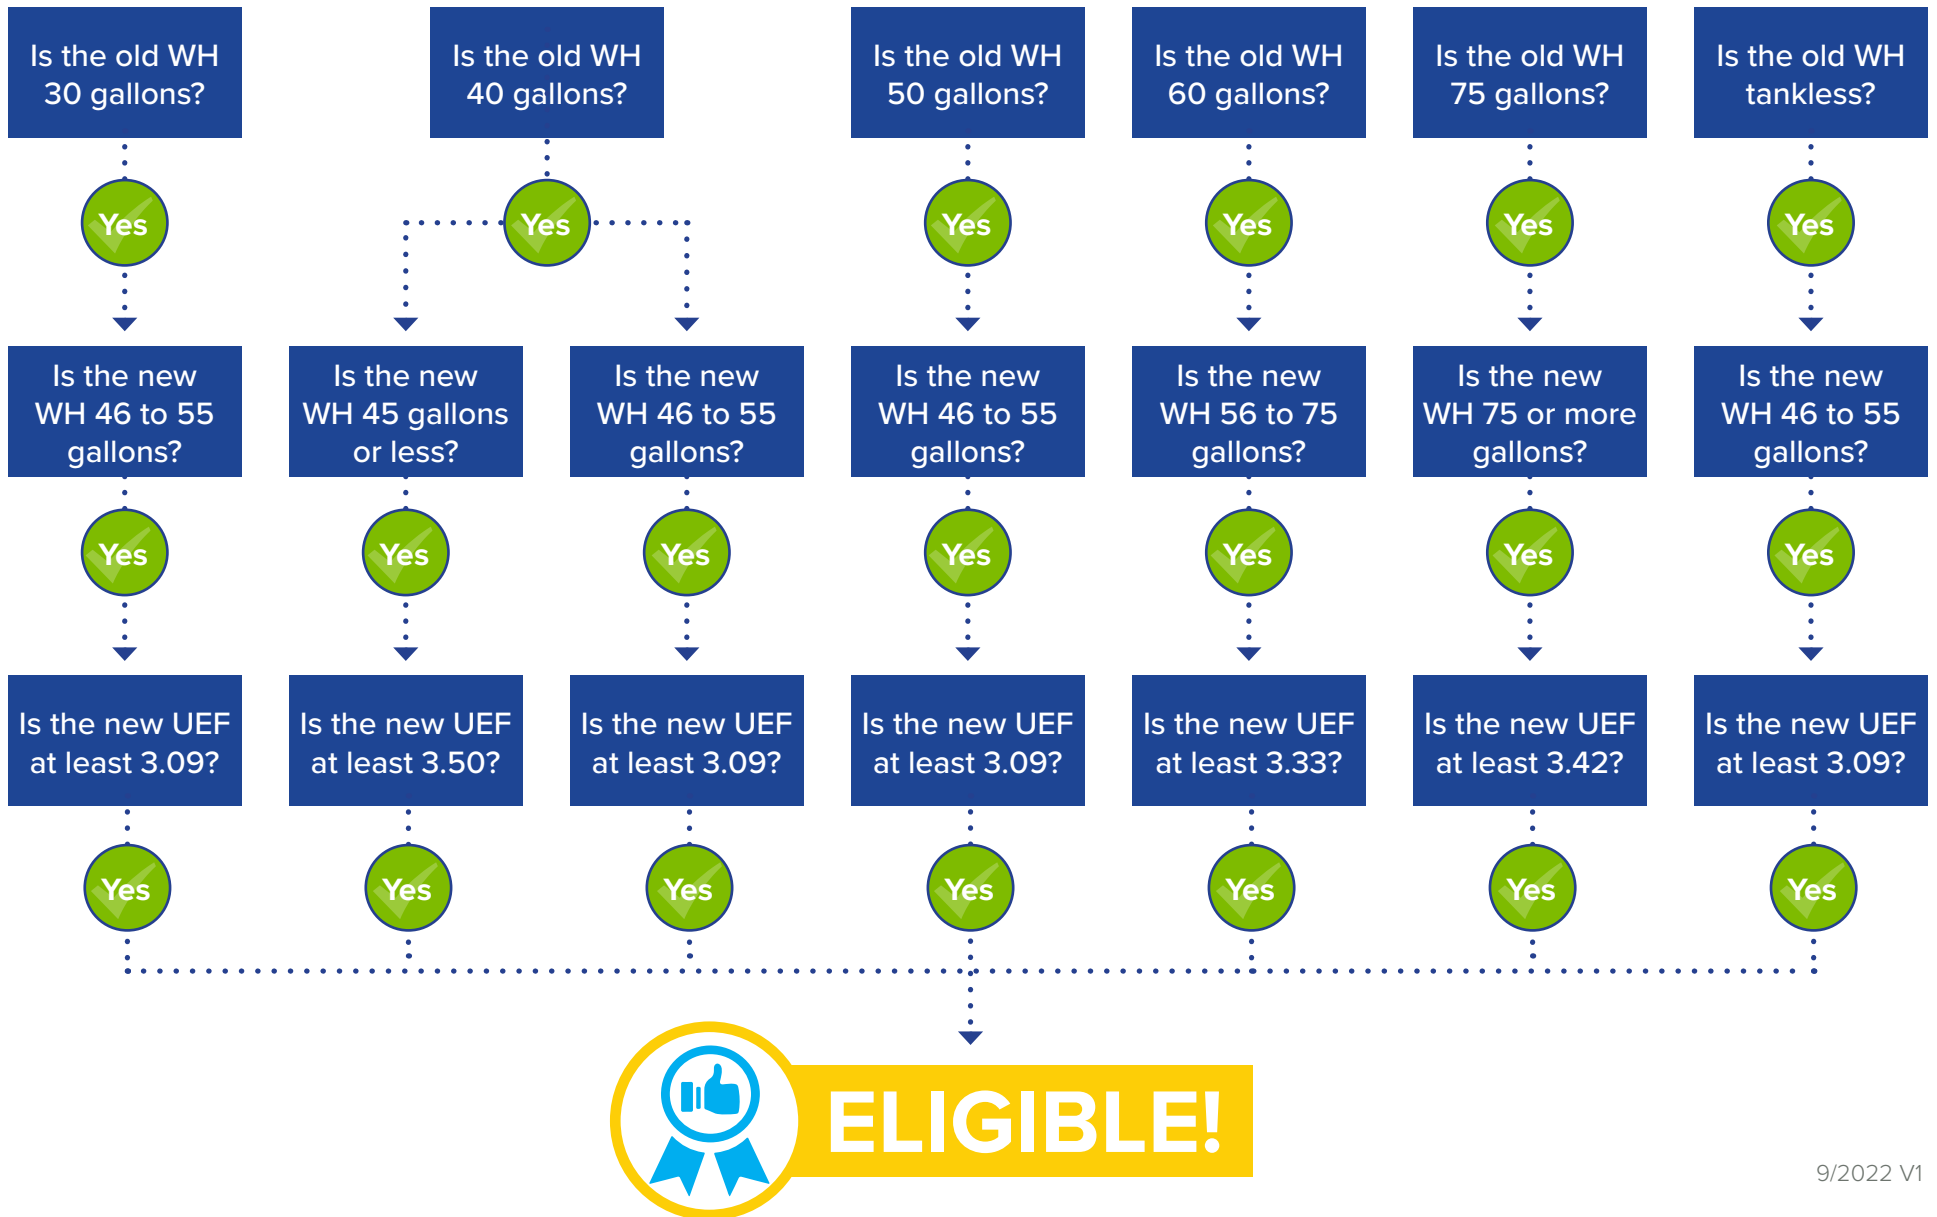 Is the old WH
30 gallons?
Is the old WH
40 gallons?
Is the old WH
50 gallons?
Is the old WH
60 gallons?
Is the old WH
75 gallons?
Is the old WH
tankless?
Yes
Yes
Yes
Yes
Yes
Yes
Is the new
WH 46 to 55
gallons?
Is the new
WH 45 gallons
or less?
Is the new
WH 46 to 55
gallons?
Is the new
WH 46 to 55
gallons?
Is the new
WH 56 to 75
gallons?
Is the new
WH 75 or more
gallons?
Is the new
WH 46 to 55
gallons?
Yes
Yes
Yes
Yes
Yes
Yes
Yes
Is the new UEF
at least 3.09?
Is the new UEF
at least 3.50?
Is the new UEF
at least 3.09?
Is the new UEF
at least 3.09?
Is the new UEF
at least 3.33?
Is the new UEF
at least 3.42?
Is the new UEF
at least 3.09?
Yes
Yes
Yes
Yes
Yes
Yes
Yes
ELIGIBLE!
9/2022 V1